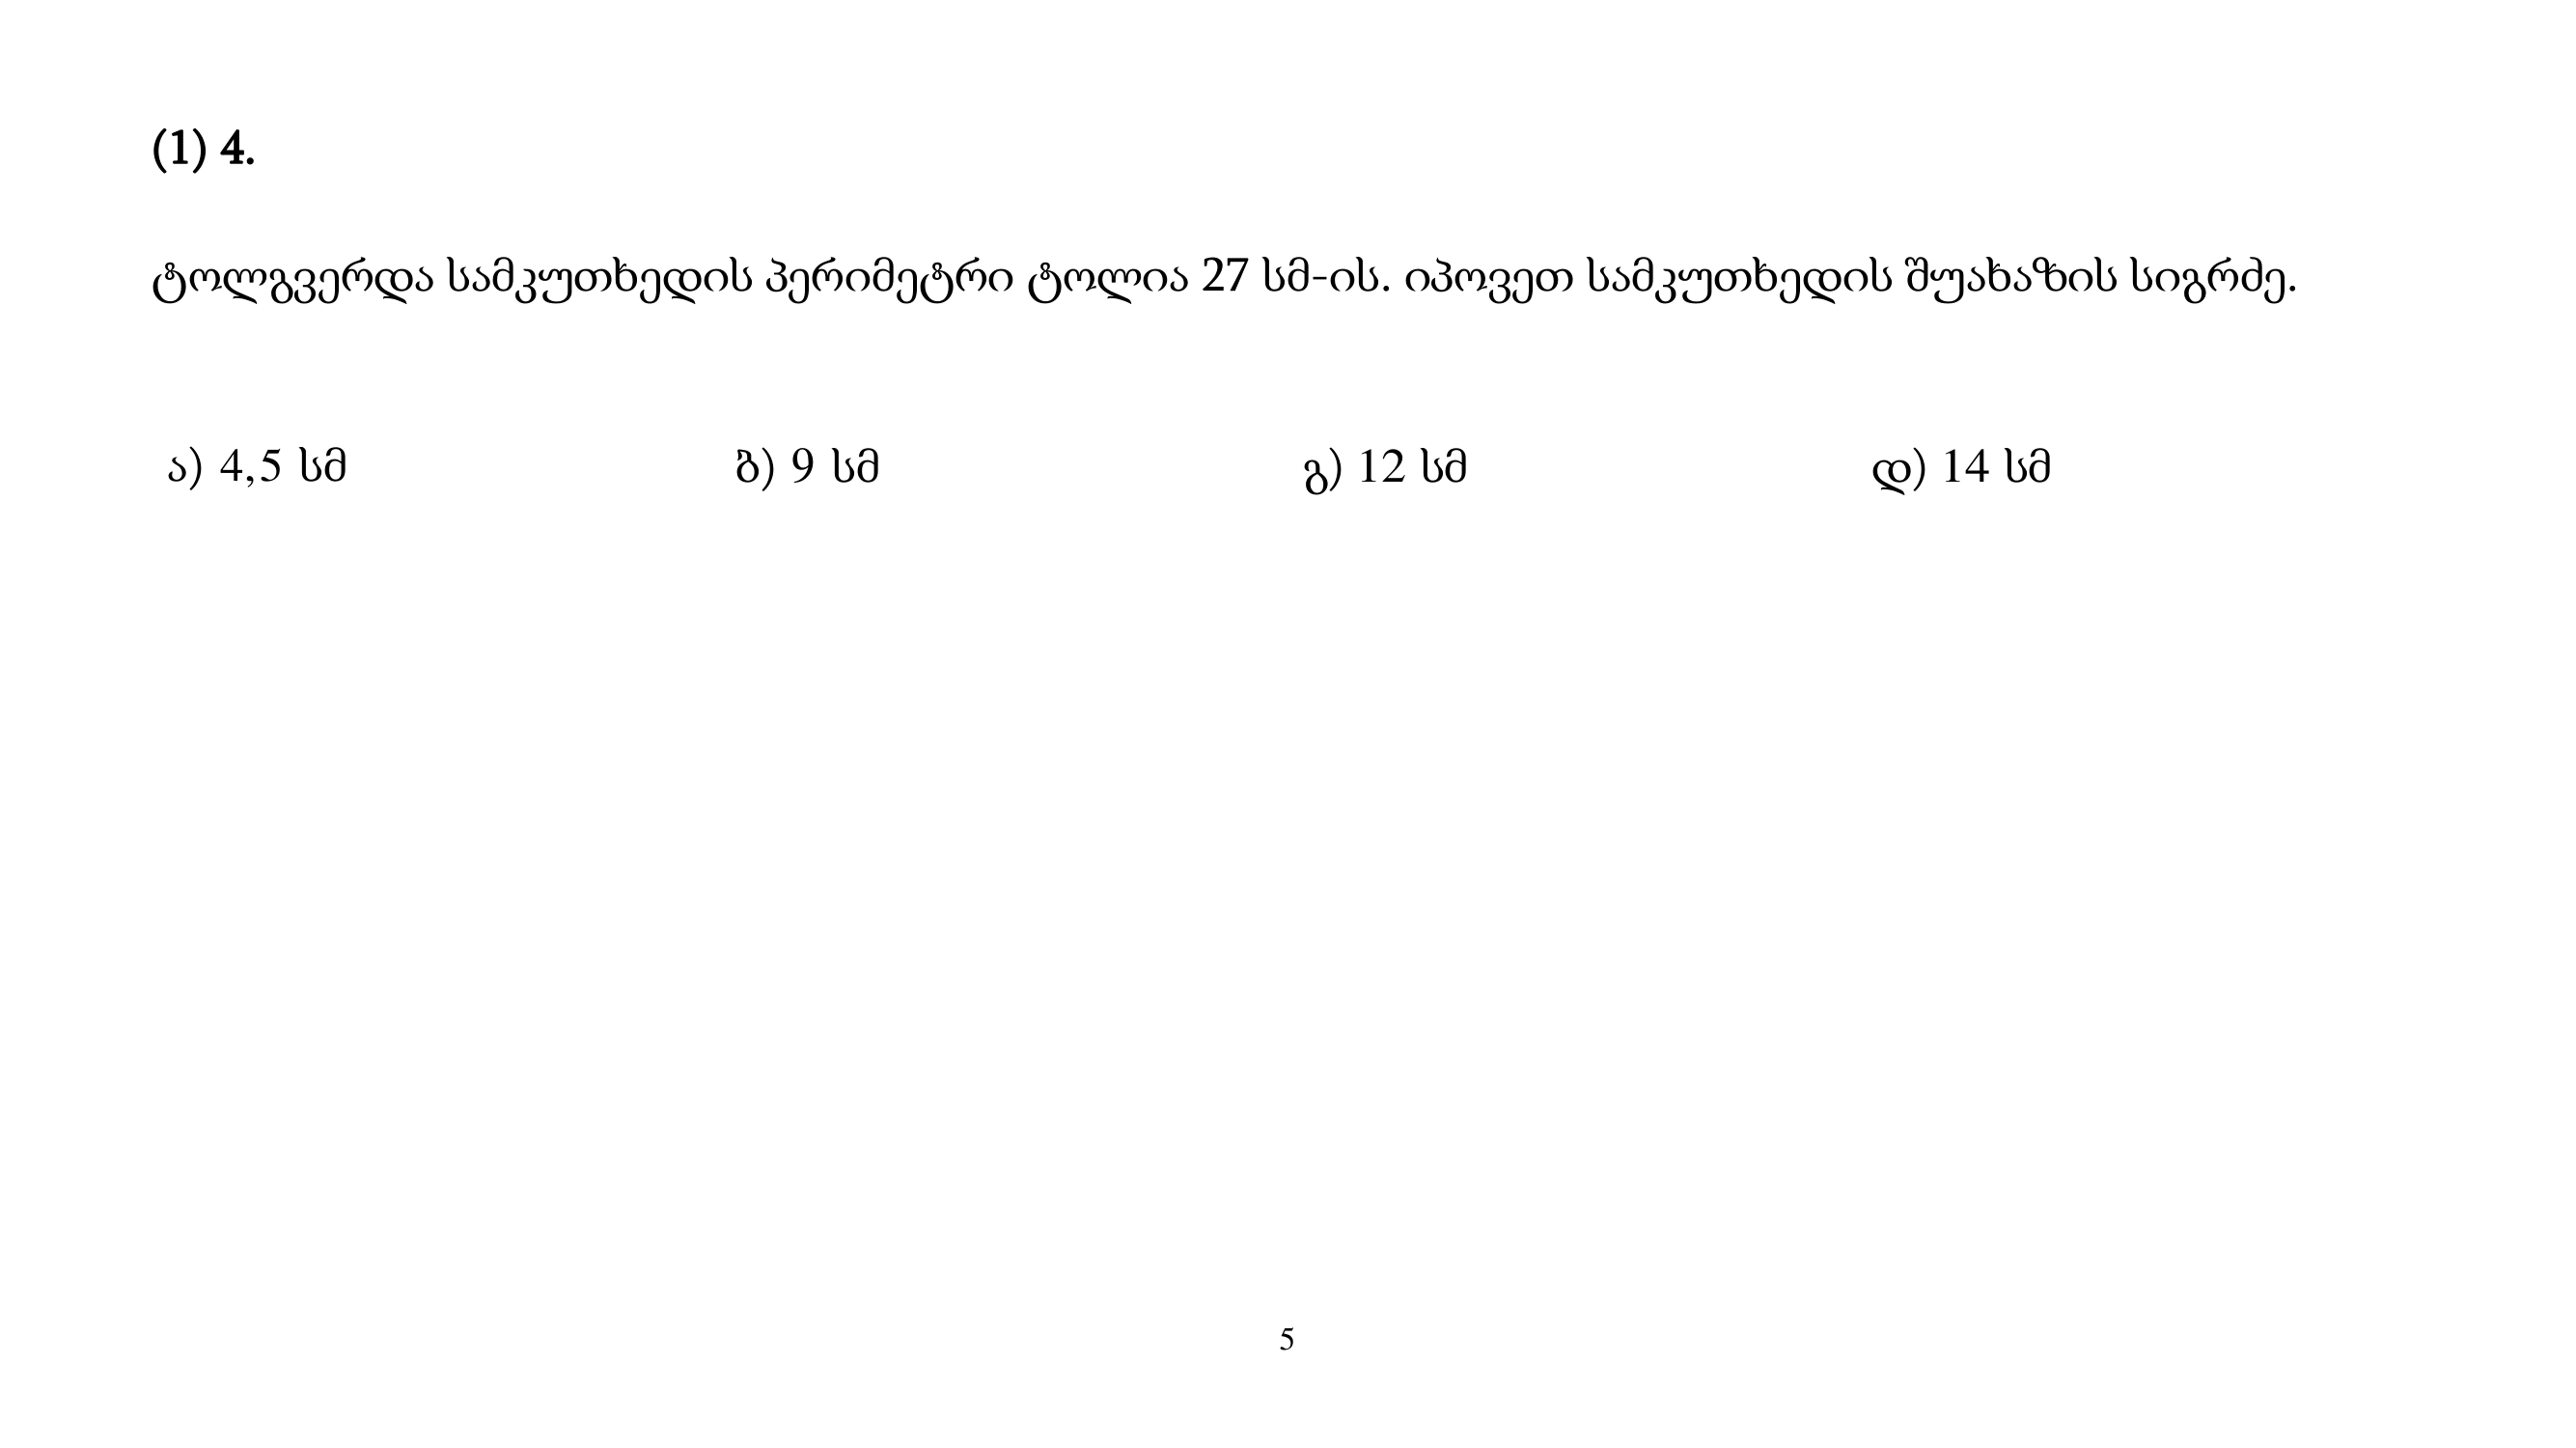 (1) 4.
ტოლგვერდა სამკუთხედის პერიმეტრი ტოლია 27 სმ-ის. იპოვეთ სამკუთხედის შუახაზის სიგრძე.
ა) 4,5 სმ ბ) 9 სმ გ) 12 სმ დ) 14 სმ
5